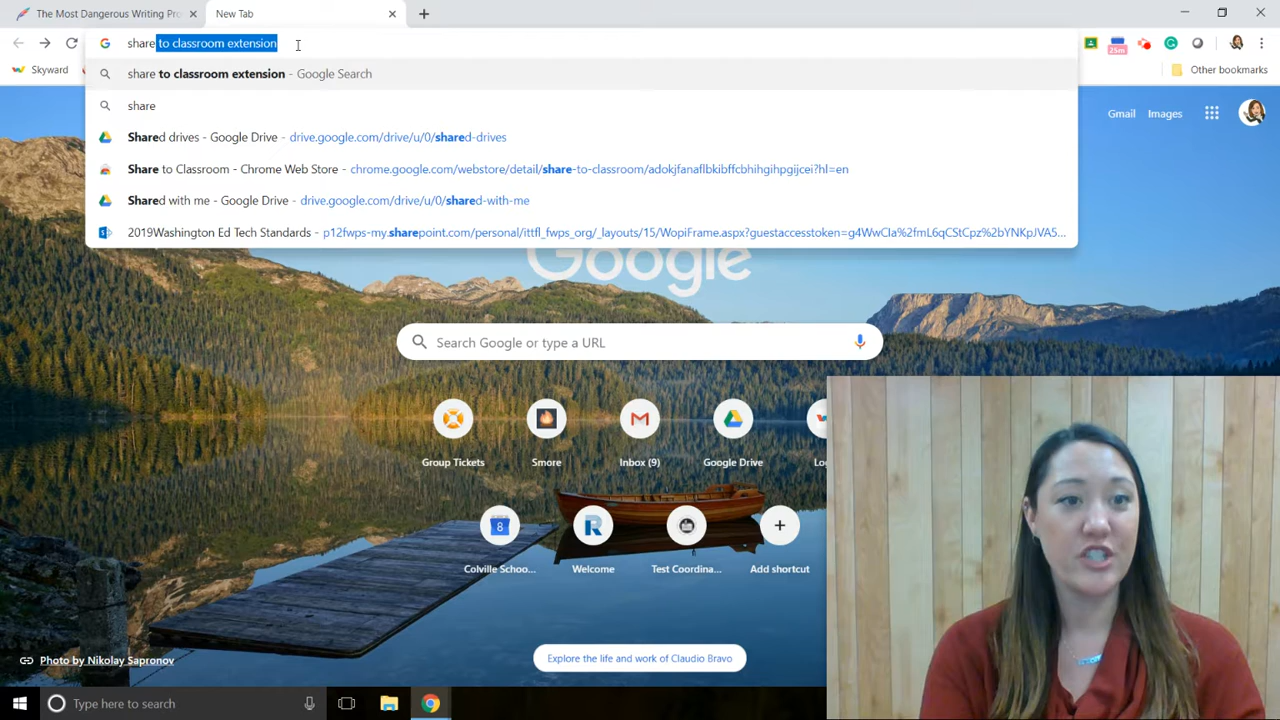 The Most Dangerous Writing Pro
New Tab
share to classroom extension
25m
Skyward
Other bookmarks
share to classroom extension - Google Search
share
Shared drives - Google Drive - drive.google.com/drive/u/0/shared-drives
Share to Classroom - Chrome Web Store - chrome.google.com/webstore/detail/share-to-classroom/adokjfanaflbkibffcbhihgihpgijcei?hl=en
Shared with me - Google Drive - drive.google.com/drive/u/0/shared-with-me
2019Washington Ed Tech Standards - p12fwps-my.sharepoint.com/personal/ittfl_fwps_org/_layouts/15/WopiFrame.aspx?guestaccesstoken=g4WwCIa%2fmL6qCStCpz%2bYNKpJVA5...
Gmail Images
Google
Search Google or type a URL
Group Tickets
Smore
Inbox (9)
Google Drive
Log
8
Colville Schoo...
Welcome
Test Coordina...
Add shortcut
Photo by Nikolay Sapronov
Explore the life and work of Claudio Bravo
Type here to search